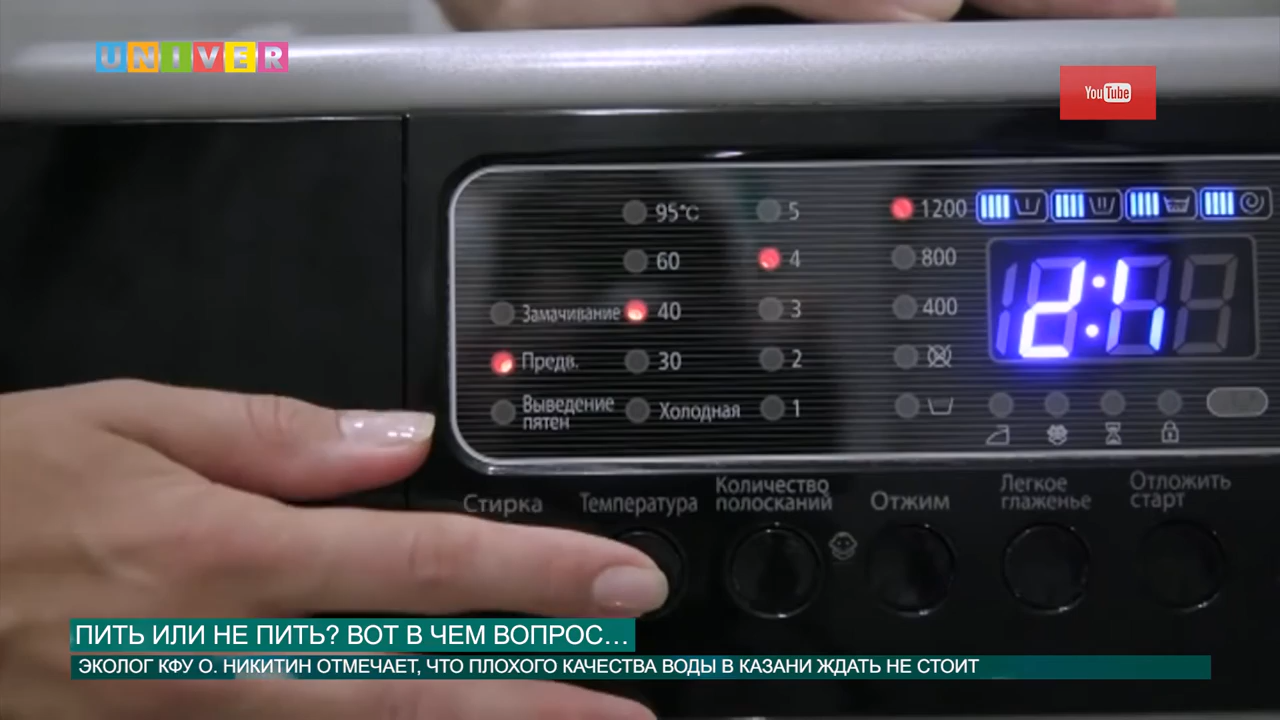 UNIVER
YouTube
95°C
5
1200
60
4
800
Замачивание
40
3
400
Предв.
30
2
Выведение
пятен
Холодная
1
Стирка
Температура
Количество
полосканий
Отжим
Легкое
глаженье
Отложить
старт
ПИТЬ ИЛИ НЕ ПИТЬ? ВОТ В ЧЕМ ВОПРОС...
ЭКОЛОГ КФУ О. НИКИТИН ОТМЕЧАЕТ, ЧТО ПЛОХОГО КАЧЕСТВА ВОДЫ В КАЗАНИ ЖДАТЬ НЕ СТОИТ